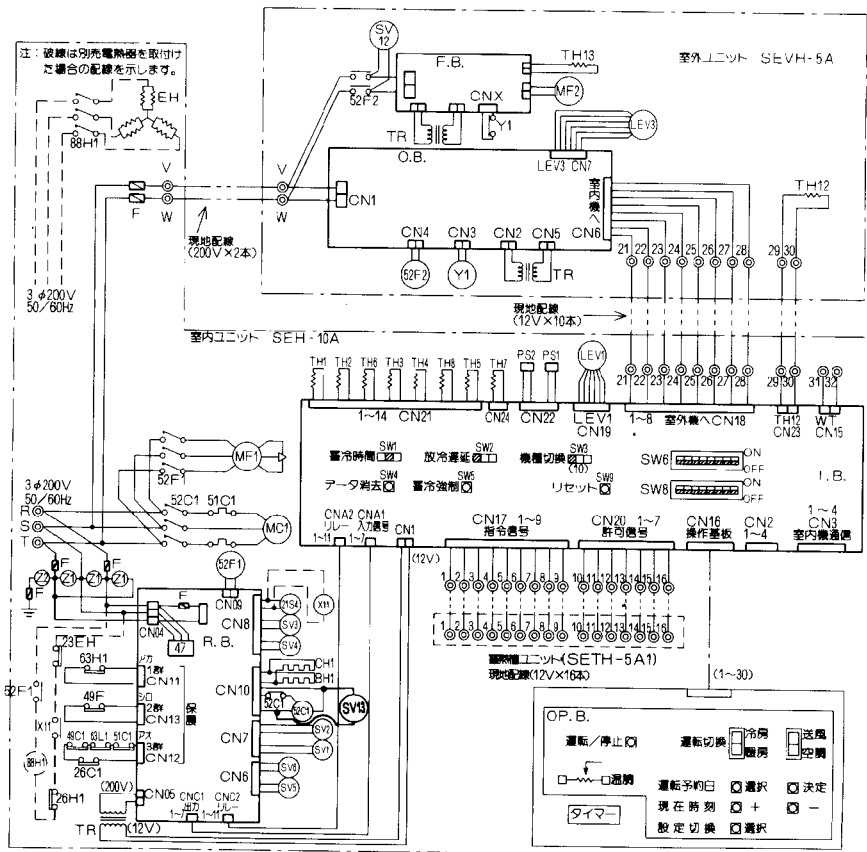 注：破線は別売電熱器を取付け
た場合の配線を示します。
EH
88H1
3φ200V
50/60Hz
室外ユニット SEVH-5A
SV
12
F.B.
TH13
52F2
CNX
MF2
TR
Y1
LEV3
O.B.
LEV3 CN7
V
V
F
W
W
CN1
室内機へ
CN6
TH12
現地配線
(200V×2本)
CN4
CN3
CN2
CN5
52F2
Y1
TR
21 22 23 24 25 26 27 28
29 30
現地配線
(12V×10本)
室内ユニット SEH-10A
TH1 TH2 TH6 TH3 TH4 TH8 TH5 TH7
PS2 PS1
LEV1
21 22 23 24 25 26 27 28
29 30 31 32
1~14 CN21
CN24
CN22
LEV1
CN19
1~8 室外機へCN18
TH12
CN23
WT
CN15
52F1
MF1
蓄冷時間 SW1
放冷遅延 SW2
機種切換 SW3
(10)
SW6
ON
OFF
データ消去 SW4
蓄冷強制 SW5
リセット SW9
SW8
ON
OFF
I.B.
3φ200V
50/60Hz
R
S
T
52C1
51C1
MC1
CNA2
リレー
1~11
CNA1
入力信号
1~7
CN1
(12V)
CN17 1~9
指令信号
CN20 1~7
許可信号
CN16
操作基板
CN2
1~4
1~4
CN3
室内機通信
F
F
Z2 Z1 Z1 Z1
F
52F1
CN09
F
CN04
R.B.
47
CN8
21S4
SV3
SV4
X11
1 2 3 4 5 6 7 8 9
10 11 12 13 14 15 16
1 2 3 4 5 6 7 8 9
10 11 12 13 14 15 16
蓄熱槽ユニット(SETH-5A1)
現地配線(12V×16本)
(1~30)
23EH
52F1
X11
88H1
26H1
63H1
アカ
1群
CN11
49F
シロ
2群
CN13
保護
49C1 63L1 51C1
アオ
3群
CN12
26C1
CN10
CH1
BH1
52C1
52C1
SV13
CN7
SV2
SV1
CN6
SV6
SV5
(200V)
CN05
CNC1
出力
1~7
CNC2
リレー
1~11
TR
(12V)
OP.B.
運転/停止
運転切換
冷房
暖房
送風
空調
温調
運転予約日 選択 決定
現在時刻 + −
タイマー
設定切換 選択